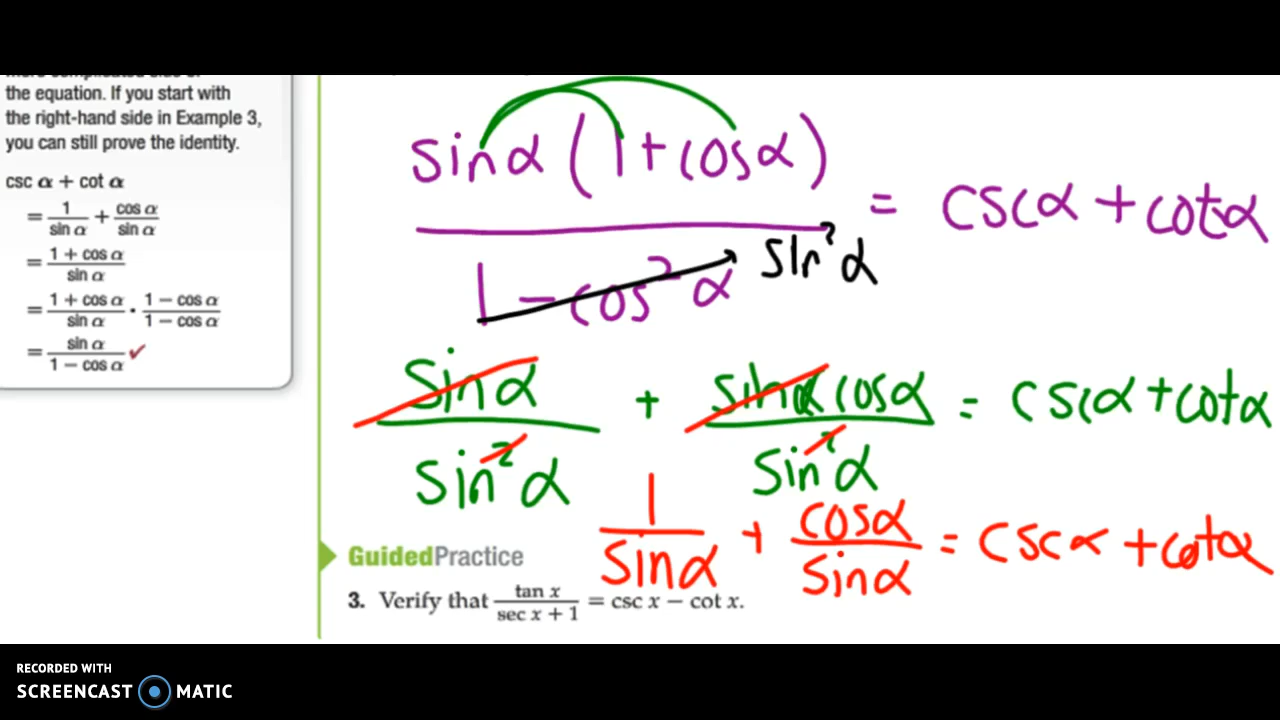 the equation. If you start with
the right-hand side in Example 3,
you can still prove the identity.
csc α + cot α
= 1/sin α + cos α/sin α
= 1 + cos α/sin α
= 1 + cos α/sin α · 1 − cos α/1 − cos α
= sin α/1 − cos α ✓
sinα (1 + cosα)
= cscα + cotα
1 − cos²α
sin²α
sinα/sin²α + sinα cosα/sin²α = cscα + cotα
1/sinα + cosα/sinα = cscα + cotα
GuidedPractice
3. Verify that tan x/sec x + 1 = csc x − cot x.
RECORDED WITH
SCREENCAST MATIC